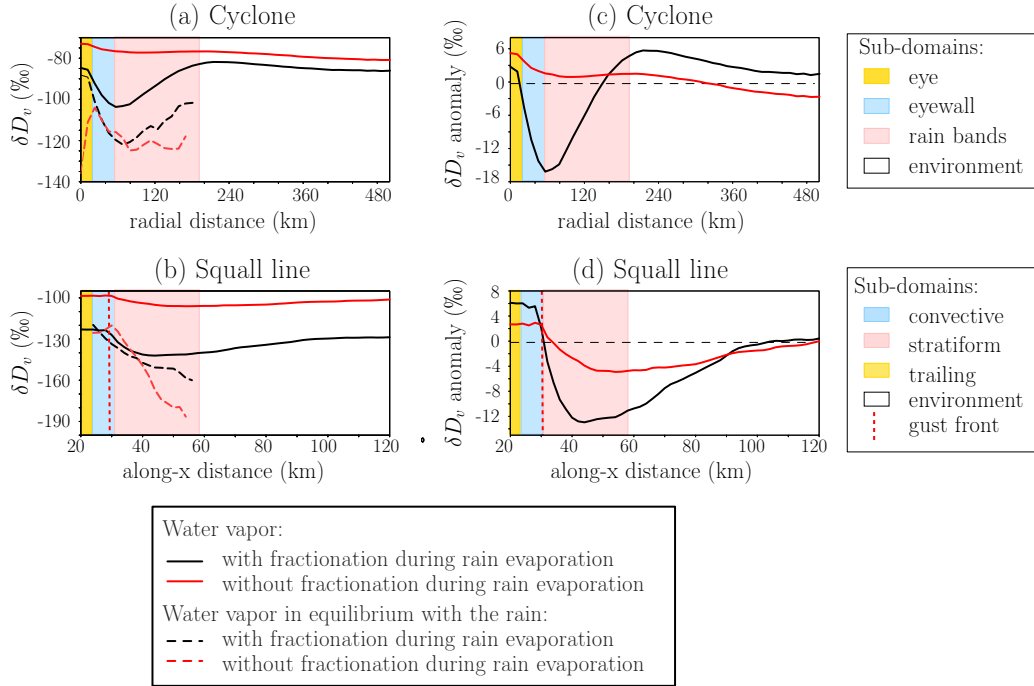 (a) Cyclone
δDᵥ (‰)
-80
-100
-120
-140
0
120
240
360
480
radial distance (km)
(c) Cyclone
δDᵥ anomaly (‰)
6
0
-6
-12
-18
0
120
240
360
480
radial distance (km)
Sub-domains:
eye
eyewall
rain bands
environment
(b) Squall line
δDᵥ (‰)
-100
-130
-160
-190
20
40
60
80
100
120
along-x distance (km)
(d) Squall line
δDᵥ anomaly (‰)
8
4
0
-4
-8
-12
20
40
60
80
100
120
along-x distance (km)
Sub-domains:
convective
stratiform
trailing
environment
gust front
Water vapor:
with fractionation during rain evaporation
without fractionation during rain evaporation
Water vapor in equilibrium with the rain:
with fractionation during rain evaporation
without fractionation during rain evaporation